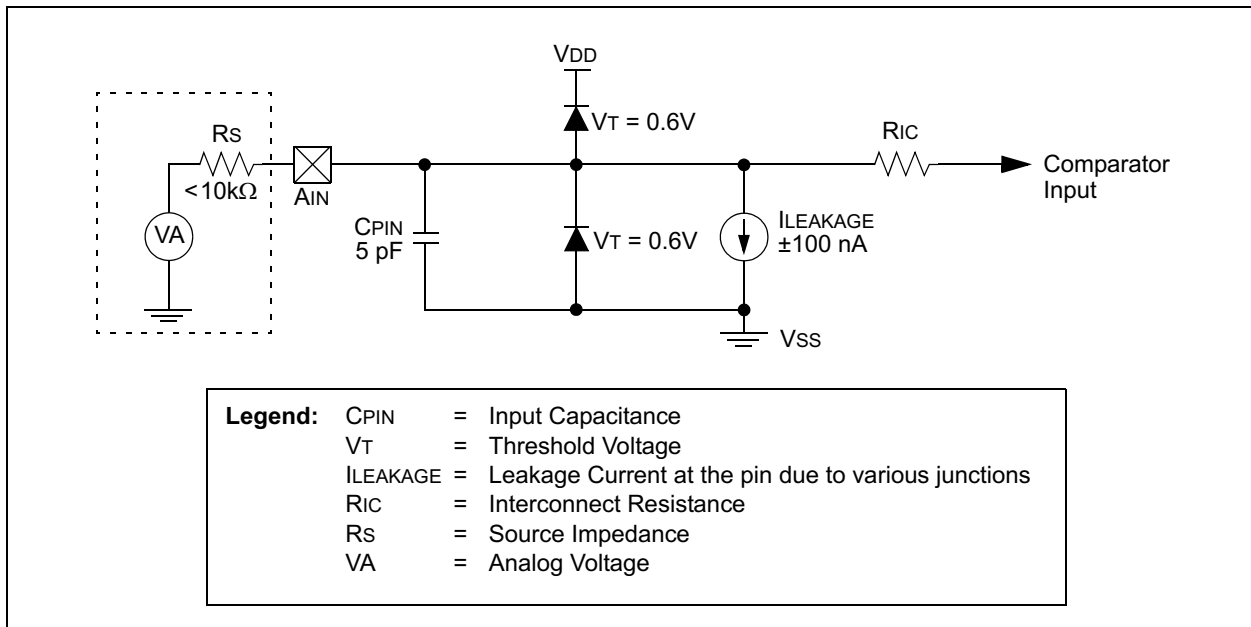 VDD
VT = 0.6V
RIC
RS
<10kΩ
AIN
Comparator
Input
VA
CPIN
5 pF
VT = 0.6V
ILEAKAGE
±100 nA
VSS
Legend: CPIN = Input Capacitance
VT = Threshold Voltage
ILEAKAGE = Leakage Current at the pin due to various junctions
RIC = Interconnect Resistance
RS = Source Impedance
VA = Analog Voltage